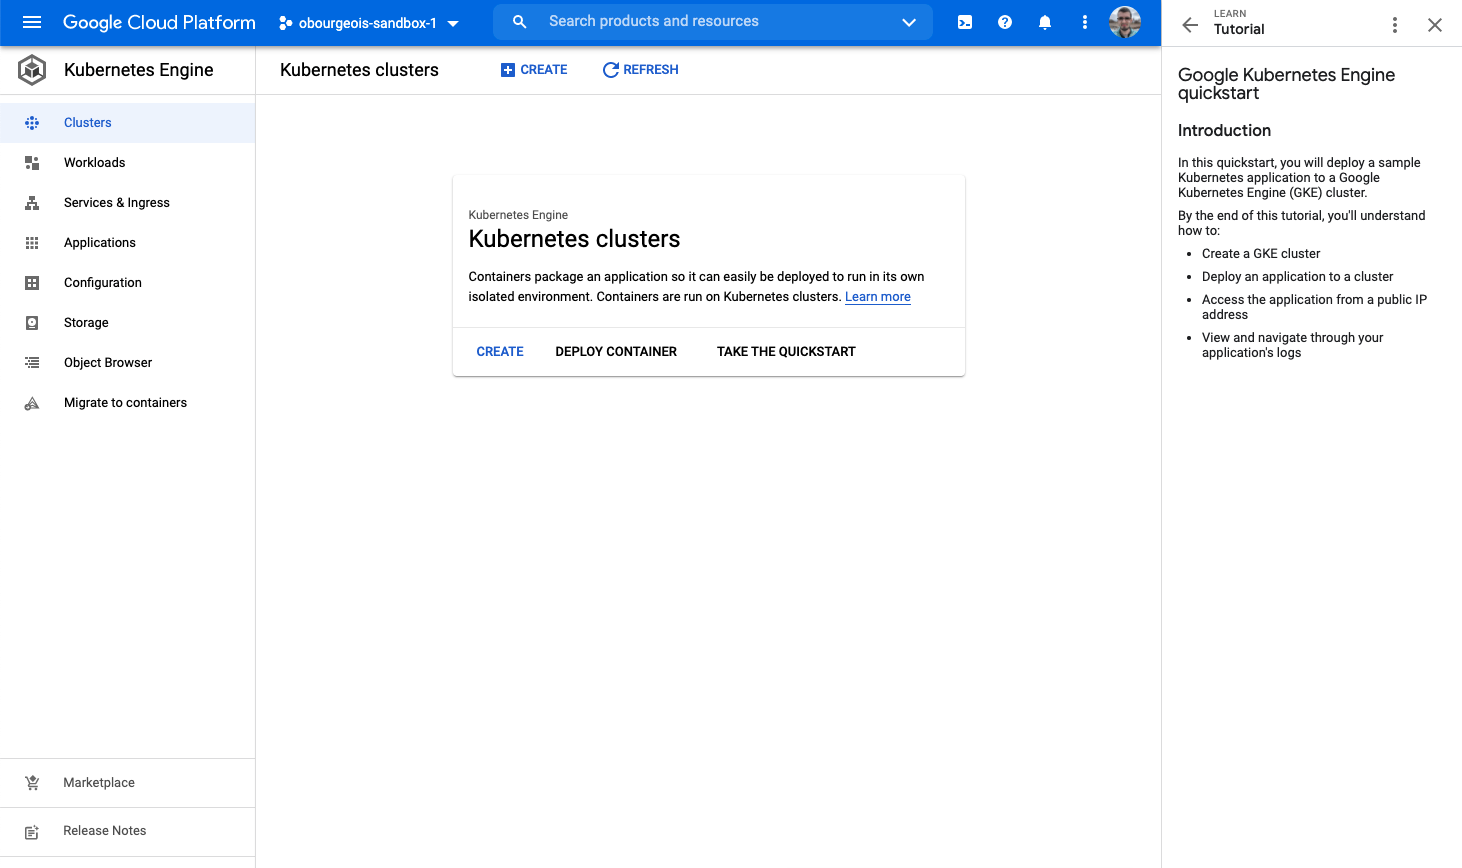 Google Cloud Platform
obourgeois-sandbox-1
Search products and resources
LEARN
Tutorial
Kubernetes Engine
Kubernetes clusters
CREATE
REFRESH
Clusters
Workloads
Services & Ingress
Applications
Configuration
Storage
Object Browser
Migrate to containers
Marketplace
Release Notes
Kubernetes Engine
Kubernetes clusters
Containers package an application so it can easily be deployed to run in its own
isolated environment. Containers are run on Kubernetes clusters. Learn more
CREATE
DEPLOY CONTAINER
TAKE THE QUICKSTART
Google Kubernetes Engine
quickstart
Introduction
In this quickstart, you will deploy a sample
Kubernetes application to a Google
Kubernetes Engine (GKE) cluster.
By the end of this tutorial, you'll understand
how to:
• Create a GKE cluster
• Deploy an application to a cluster
• Access the application from a public IP
address
• View and navigate through your
application's logs